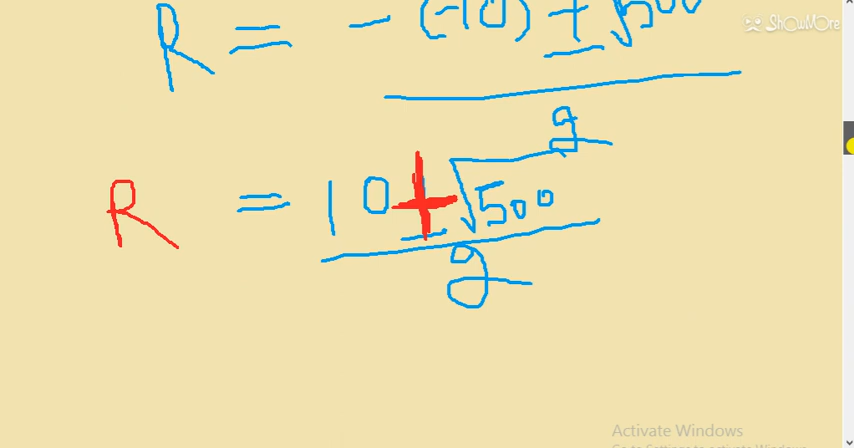 R = -(-10) ± √500
ShowMore
2
R = 10 + √500
2
Activate Windows